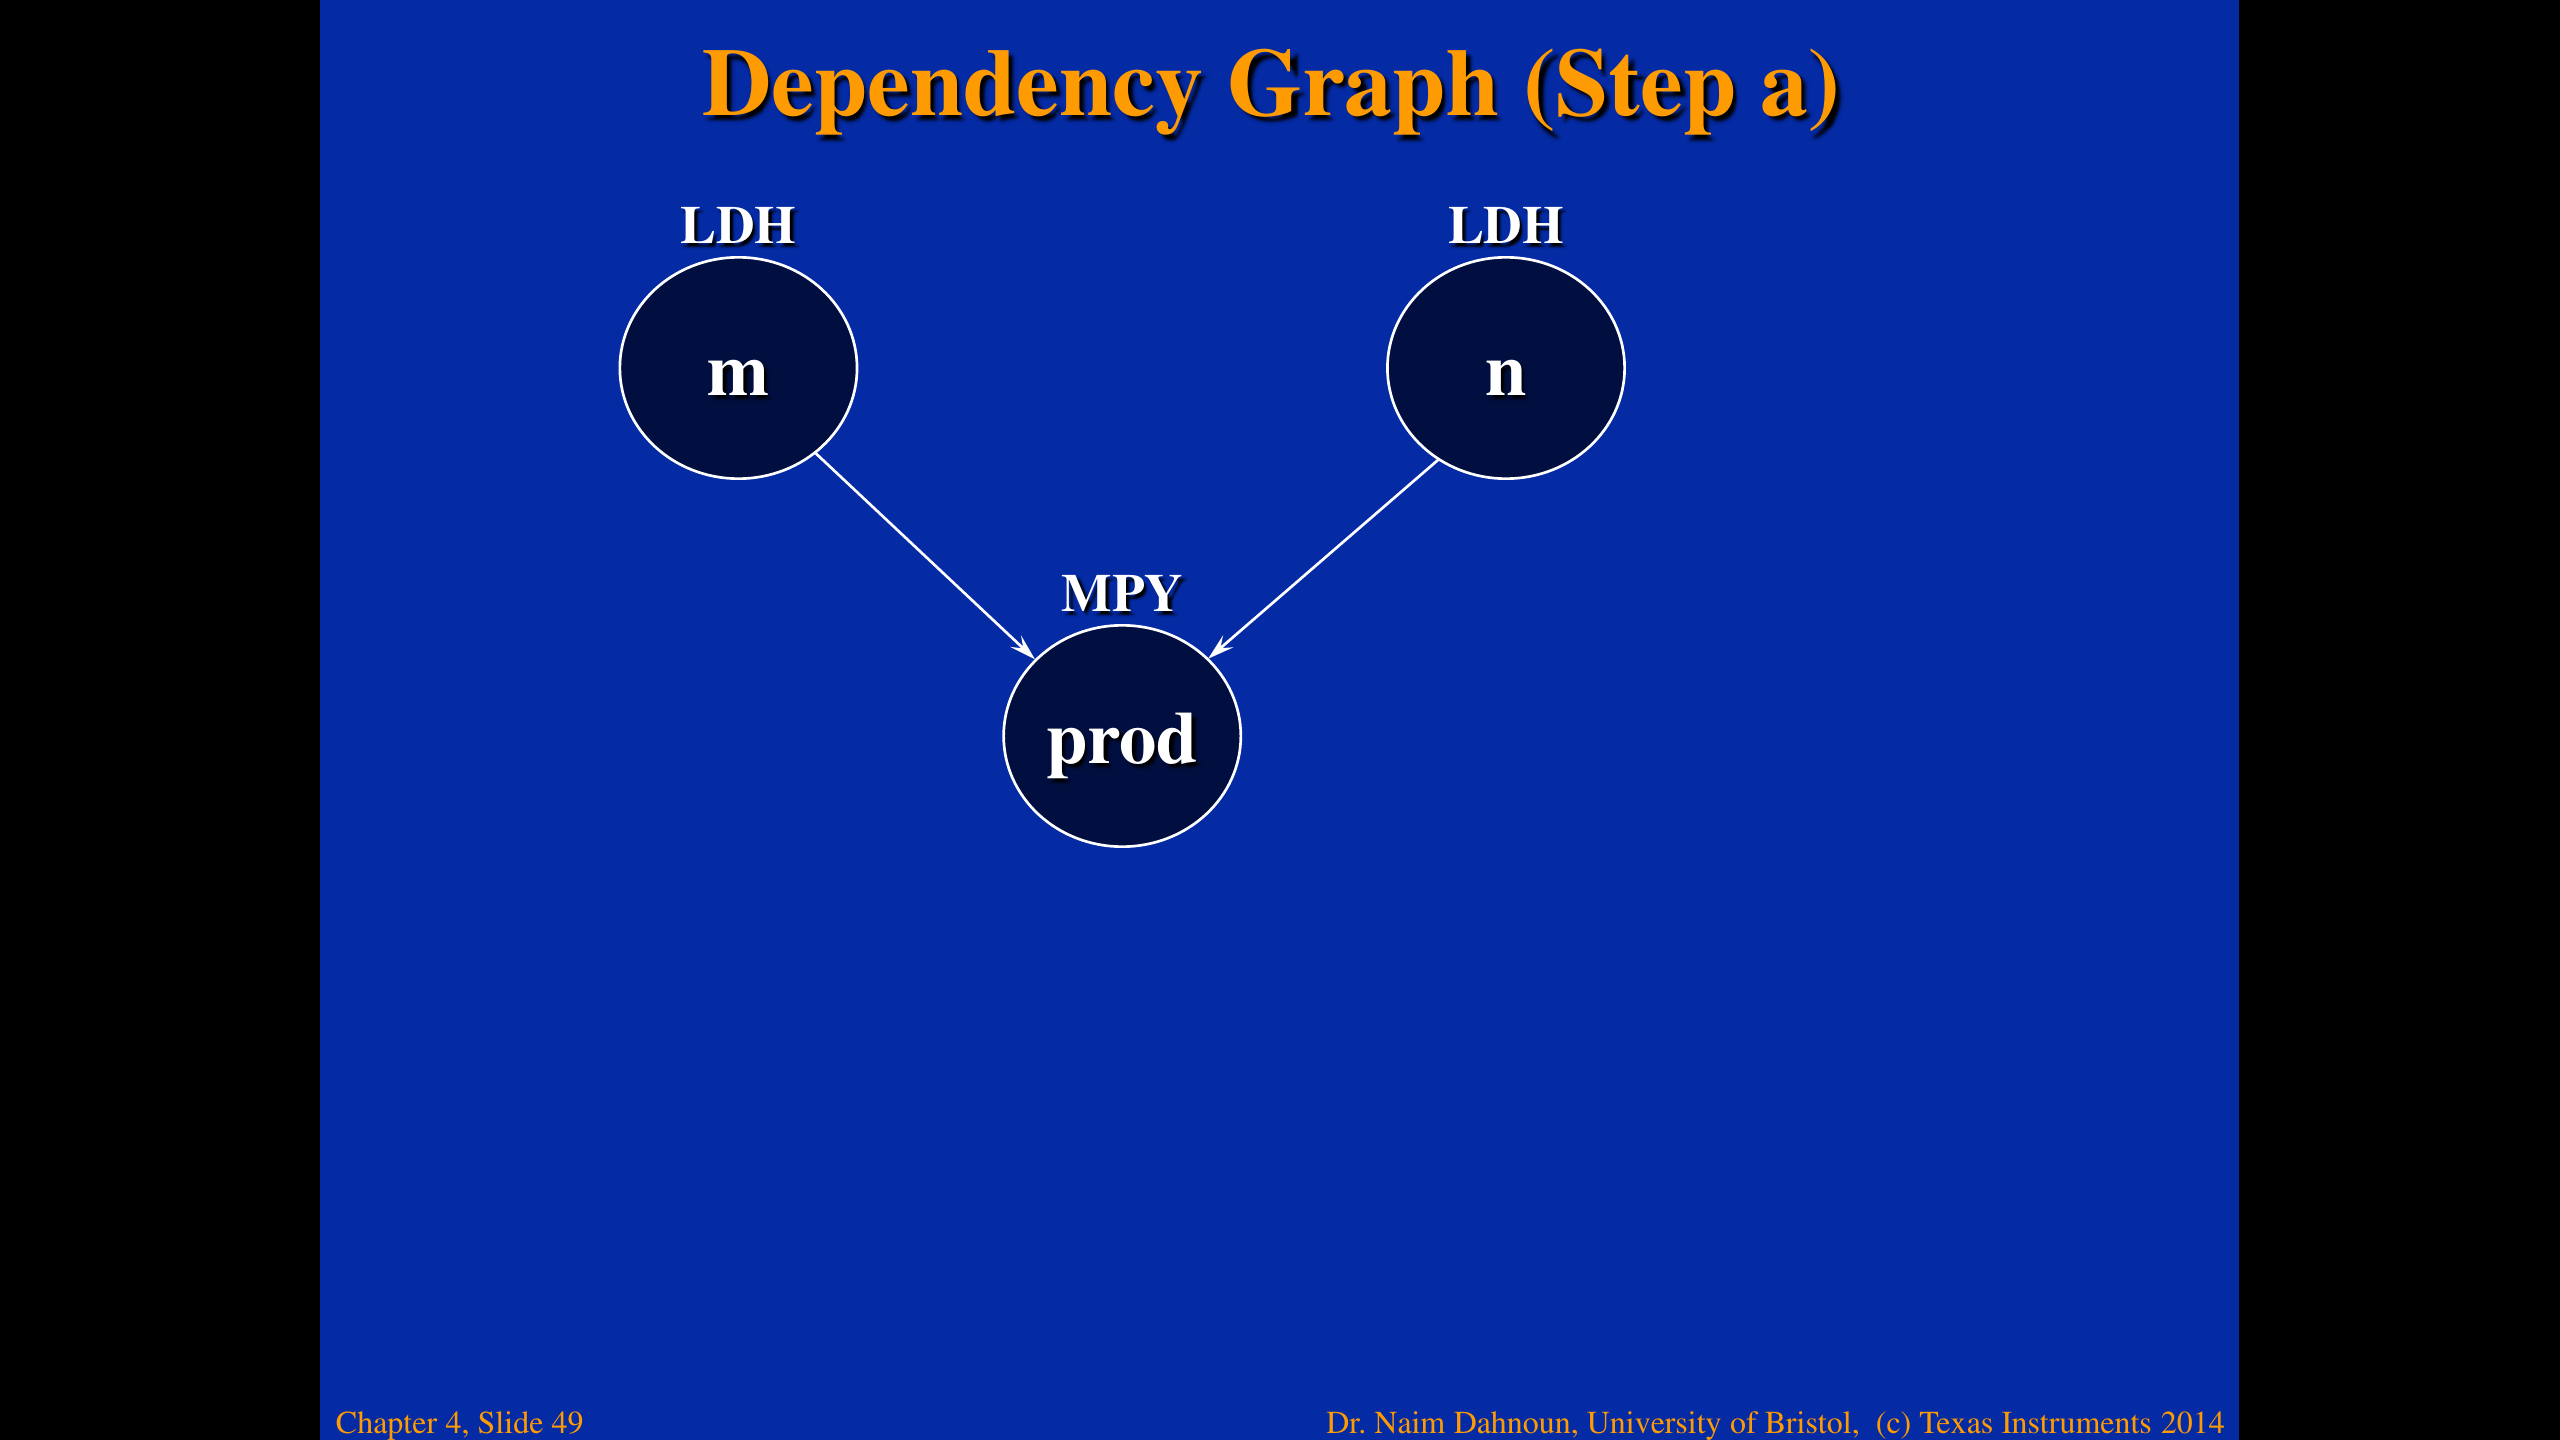 Dependency Graph (Step a)
LDH LDH
m n
MPY
prod
Chapter 4, Slide 49
Dr. Naim Dahnoun, University of Bristol, (c) Texas Instruments 2014